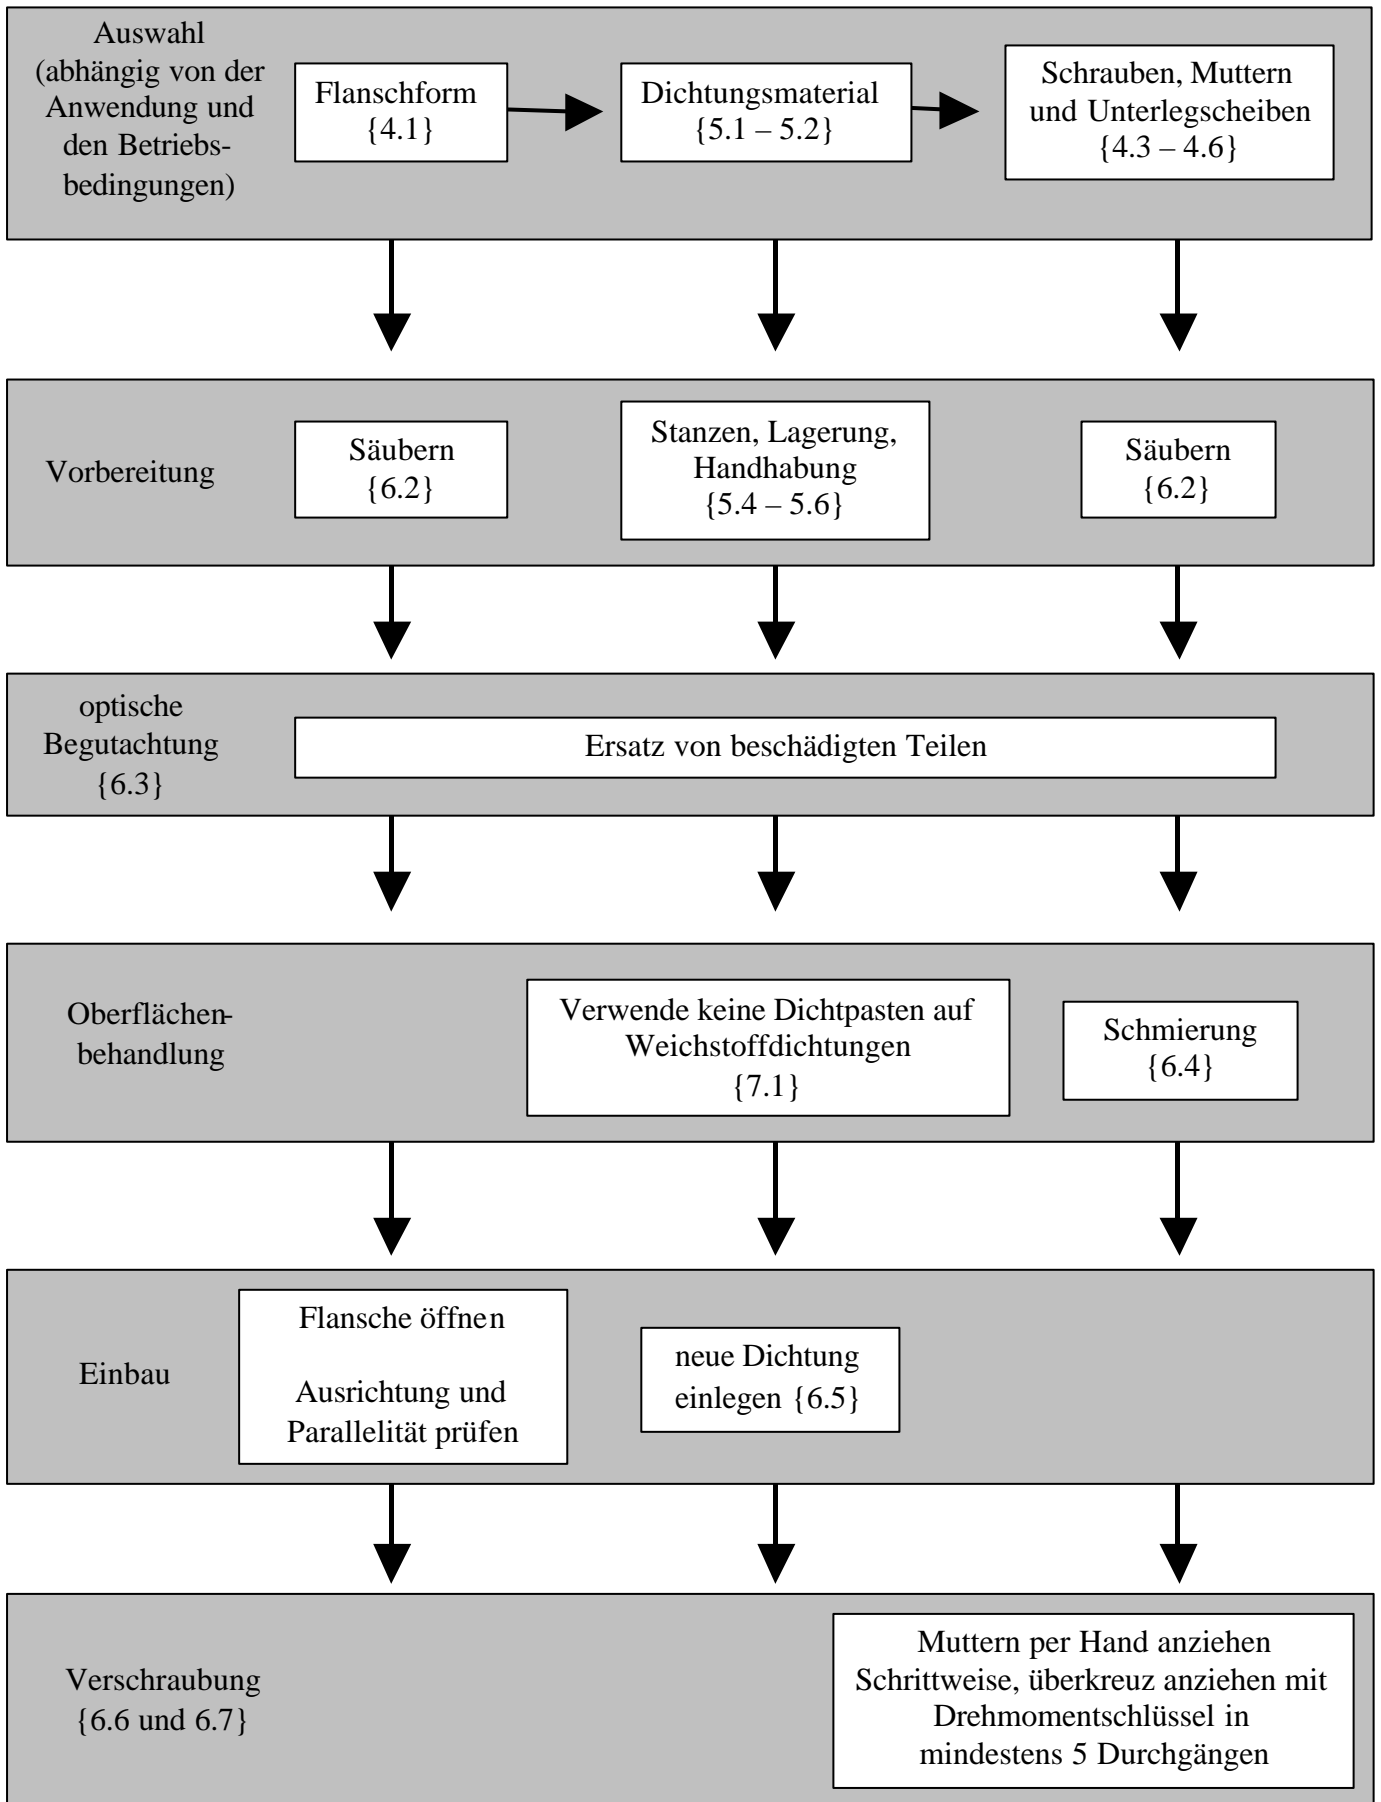 Auswahl
(abhängig von der
Anwendung und
den Betriebs-
bedingungen)
Flanschform
{4.1}
Dichtungsmaterial
{5.1 – 5.2}
Schrauben, Muttern
und Unterlegscheiben
{4.3 – 4.6}
Vorbereitung
Säubern
{6.2}
Stanzen, Lagerung,
Handhabung
{5.4 – 5.6}
Säubern
{6.2}
optische
Begutachtung
{6.3}
Ersatz von beschädigten Teilen
Oberflächen-
behandlung
Verwende keine Dichtpasten auf
Weichstoffdichtungen
{7.1}
Schmierung
{6.4}
Einbau
Flansche öffnen
Ausrichtung und
Parallelität prüfen
neue Dichtung
einlegen {6.5}
Verschraubung
{6.6 und 6.7}
Muttern per Hand anziehen
Schrittweise, überkreuz anziehen mit
Drehmomentschlüssel in
mindestens 5 Durchgängen